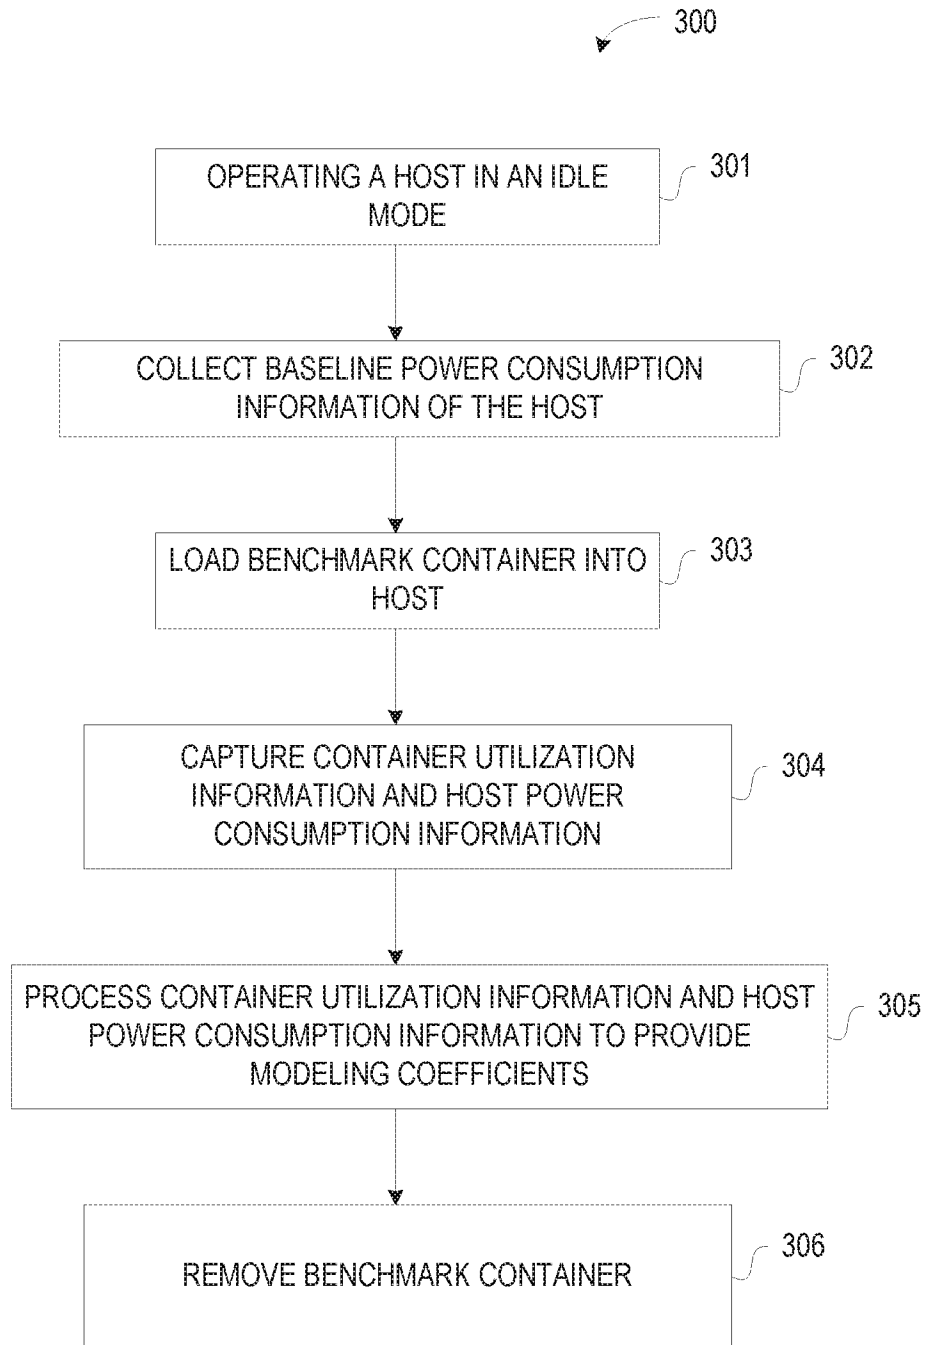 300
OPERATING A HOST IN AN IDLE
MODE
301
COLLECT BASELINE POWER CONSUMPTION
INFORMATION OF THE HOST
302
LOAD BENCHMARK CONTAINER INTO
HOST
303
CAPTURE CONTAINER UTILIZATION
INFORMATION AND HOST POWER
CONSUMPTION INFORMATION
304
PROCESS CONTAINER UTILIZATION INFORMATION AND HOST
POWER CONSUMPTION INFORMATION TO PROVIDE
MODELING COEFFICIENTS
305
REMOVE BENCHMARK CONTAINER
306